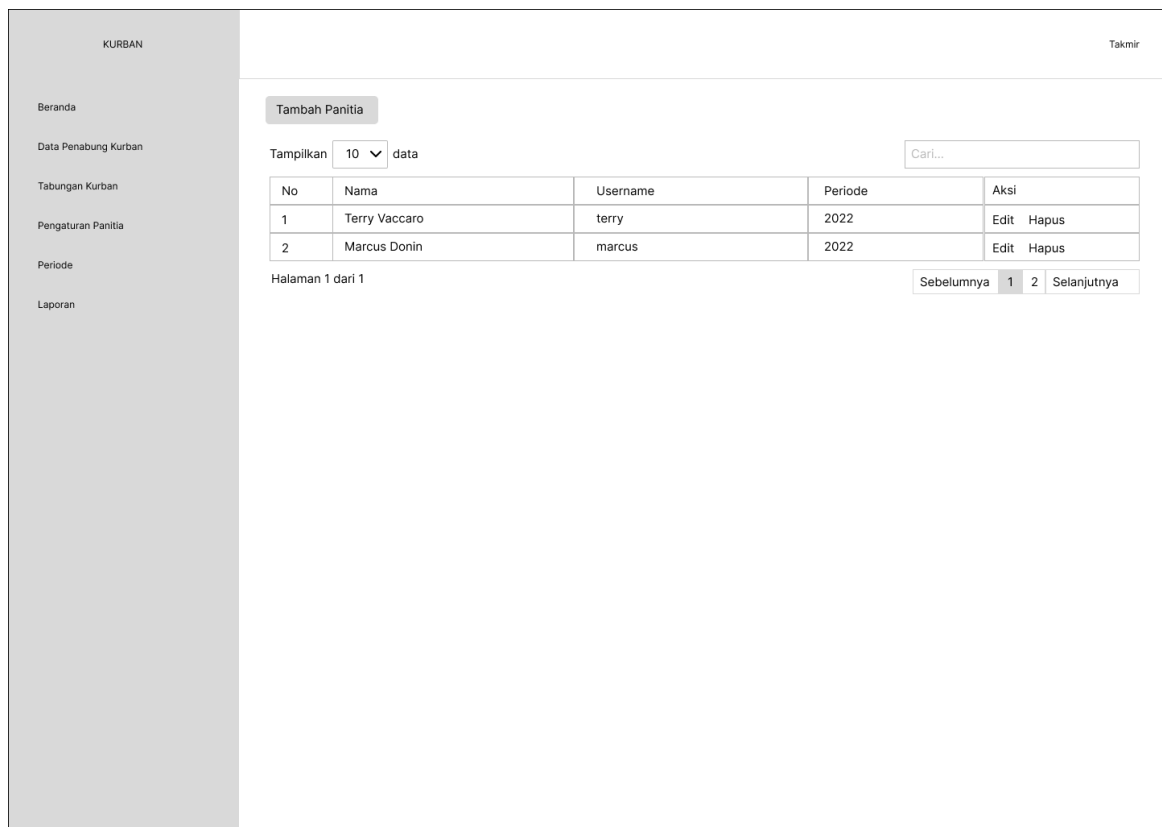 KURBAN
Takmir
Beranda
Data Penabung Kurban
Tabungan Kurban
Pengaturan Panitia
Periode
Laporan
Tambah Panitia
Tampilkan 10 data
Cari...
No Nama Username Periode Aksi
1 Terry Vaccaro terry 2022 Edit Hapus
2 Marcus Donin marcus 2022 Edit Hapus
Halaman 1 dari 1
Sebelumnya 1 2 Selanjutnya